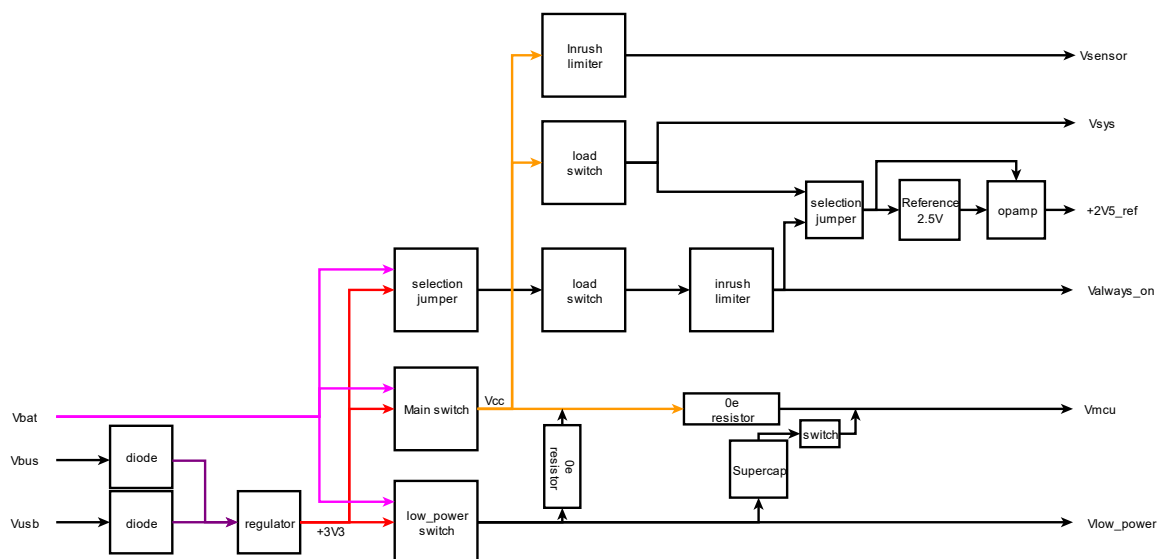 Inrush
limiter
Vsensor
load
switch
Vsys
selection
jumper
Reference
2.5V
opamp
+2V5_ref
selection
jumper
load
switch
inrush
limiter
Valways_on
Main switch
Vcc
0e
resistor
Vmcu
Vbat
switch
0e
resistor
Supercap
Vbus
diode
Vusb
diode
regulator
+3V3
low_power
switch
Vlow_power